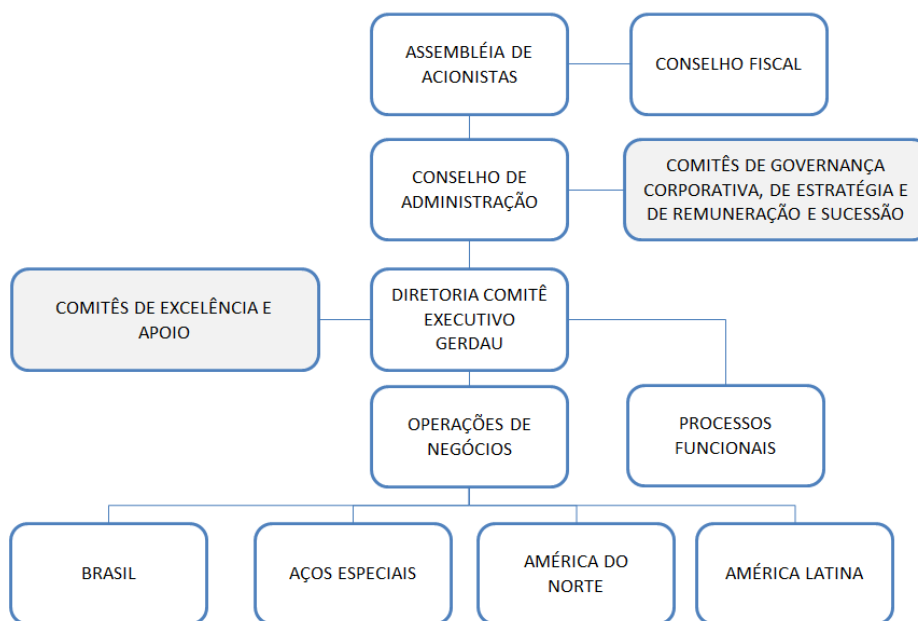 ASSEMBLÉIA DE
ACIONISTAS
CONSELHO FISCAL
CONSELHO DE
ADMINISTRAÇÃO
COMITÊS DE GOVERNANÇA
CORPORATIVA, DE ESTRATÉGIA E
DE REMUNERAÇÃO E SUCESSÃO
COMITÊS DE EXCELÊNCIA E
APOIO
DIRETORIA COMITÊ
EXECUTIVO
GERDAU
OPERAÇÕES DE
NEGÓCIOS
PROCESSOS
FUNCIONAIS
BRASIL
AÇOS ESPECIAIS
AMÉRICA DO
NORTE
AMÉRICA LATINA